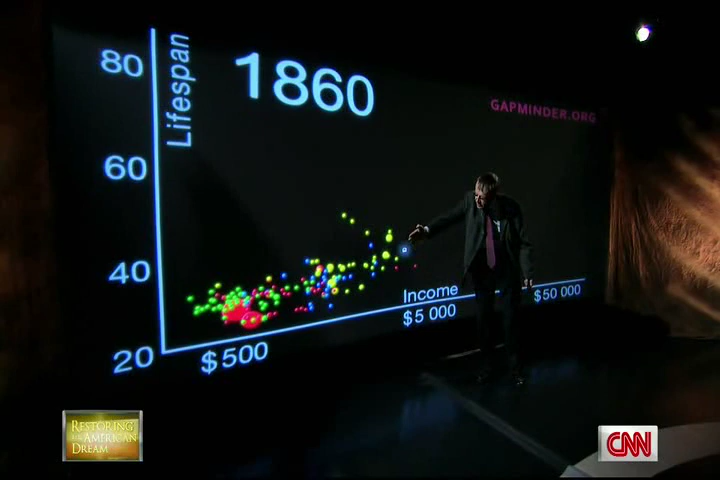 80
Lifespan
1860
GAPMINDER.ORG
60
40
Income
20
$500
$5 000
$50 000
RESTORING
THE AMERICAN
DREAM
CNN